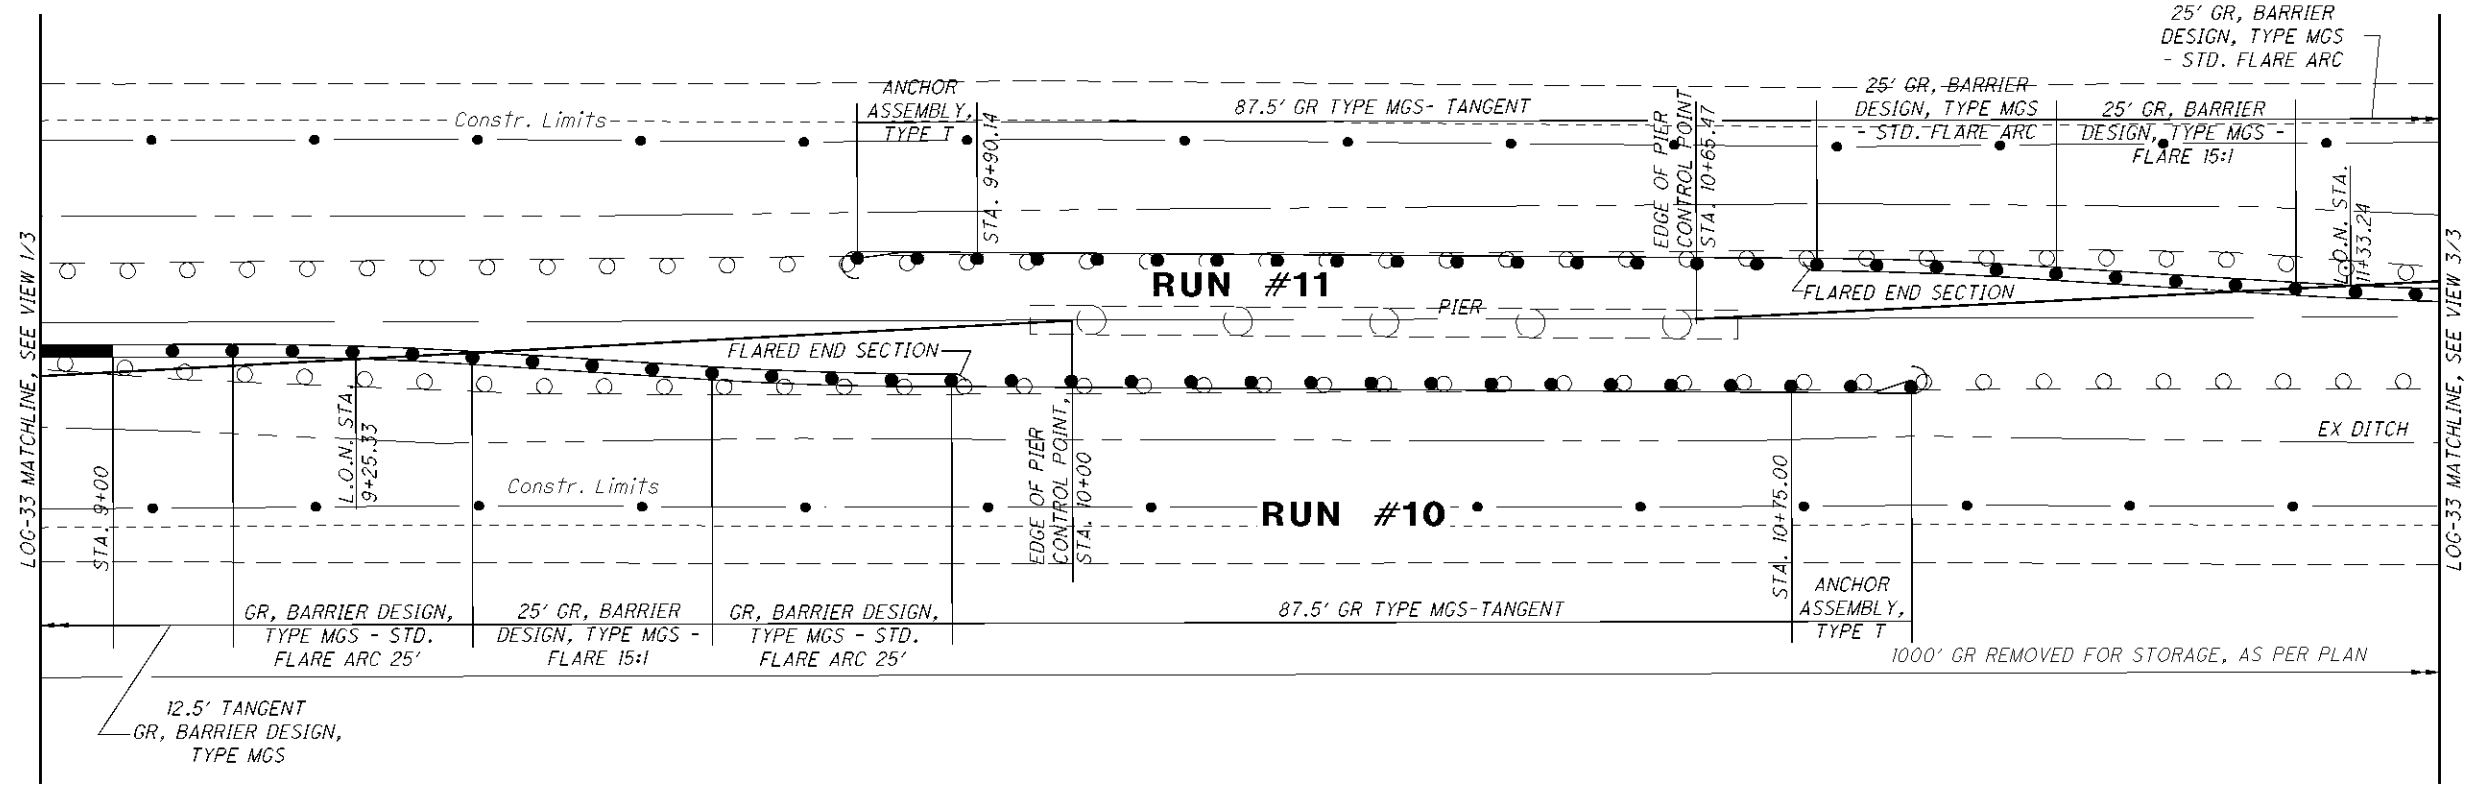 25' GR, BARRIER
DESIGN, TYPE MGS
- STD. FLARE ARC
ANCHOR
ASSEMBLY,
TYPE T
87.5' GR TYPE MGS- TANGENT
25' GR, BARRIER
DESIGN, TYPE MGS
- STD. FLARE ARC
25' GR, BARRIER
DESIGN, TYPE MGS -
FLARE 15:1
Constr. Limits
STA. 9+90.14
EDGE OF PIER
CONTROL POINT
STA. 10+65.47
L.O.N. STA.
11+33.24
LOG-33 MATCHLINE, SEE VIEW 1/3
LOG-33 MATCHLINE, SEE VIEW 3/3
RUN #11
FLARED END SECTION
PIER
FLARED END SECTION
L.O.N. STA.
9+25.33
STA. 9+00
EDGE OF PIER
CONTROL POINT,
STA. 10+00
EX DITCH
Constr. Limits
RUN #10
STA. 10+75.00
ANCHOR
ASSEMBLY,
TYPE T
GR, BARRIER DESIGN,
TYPE MGS - STD.
FLARE ARC 25'
25' GR, BARRIER
DESIGN, TYPE MGS -
FLARE 15:1
GR, BARRIER DESIGN,
TYPE MGS - STD.
FLARE ARC 25'
87.5' GR TYPE MGS-TANGENT
1000' GR REMOVED FOR STORAGE, AS PER PLAN
12.5' TANGENT
GR, BARRIER DESIGN,
TYPE MGS